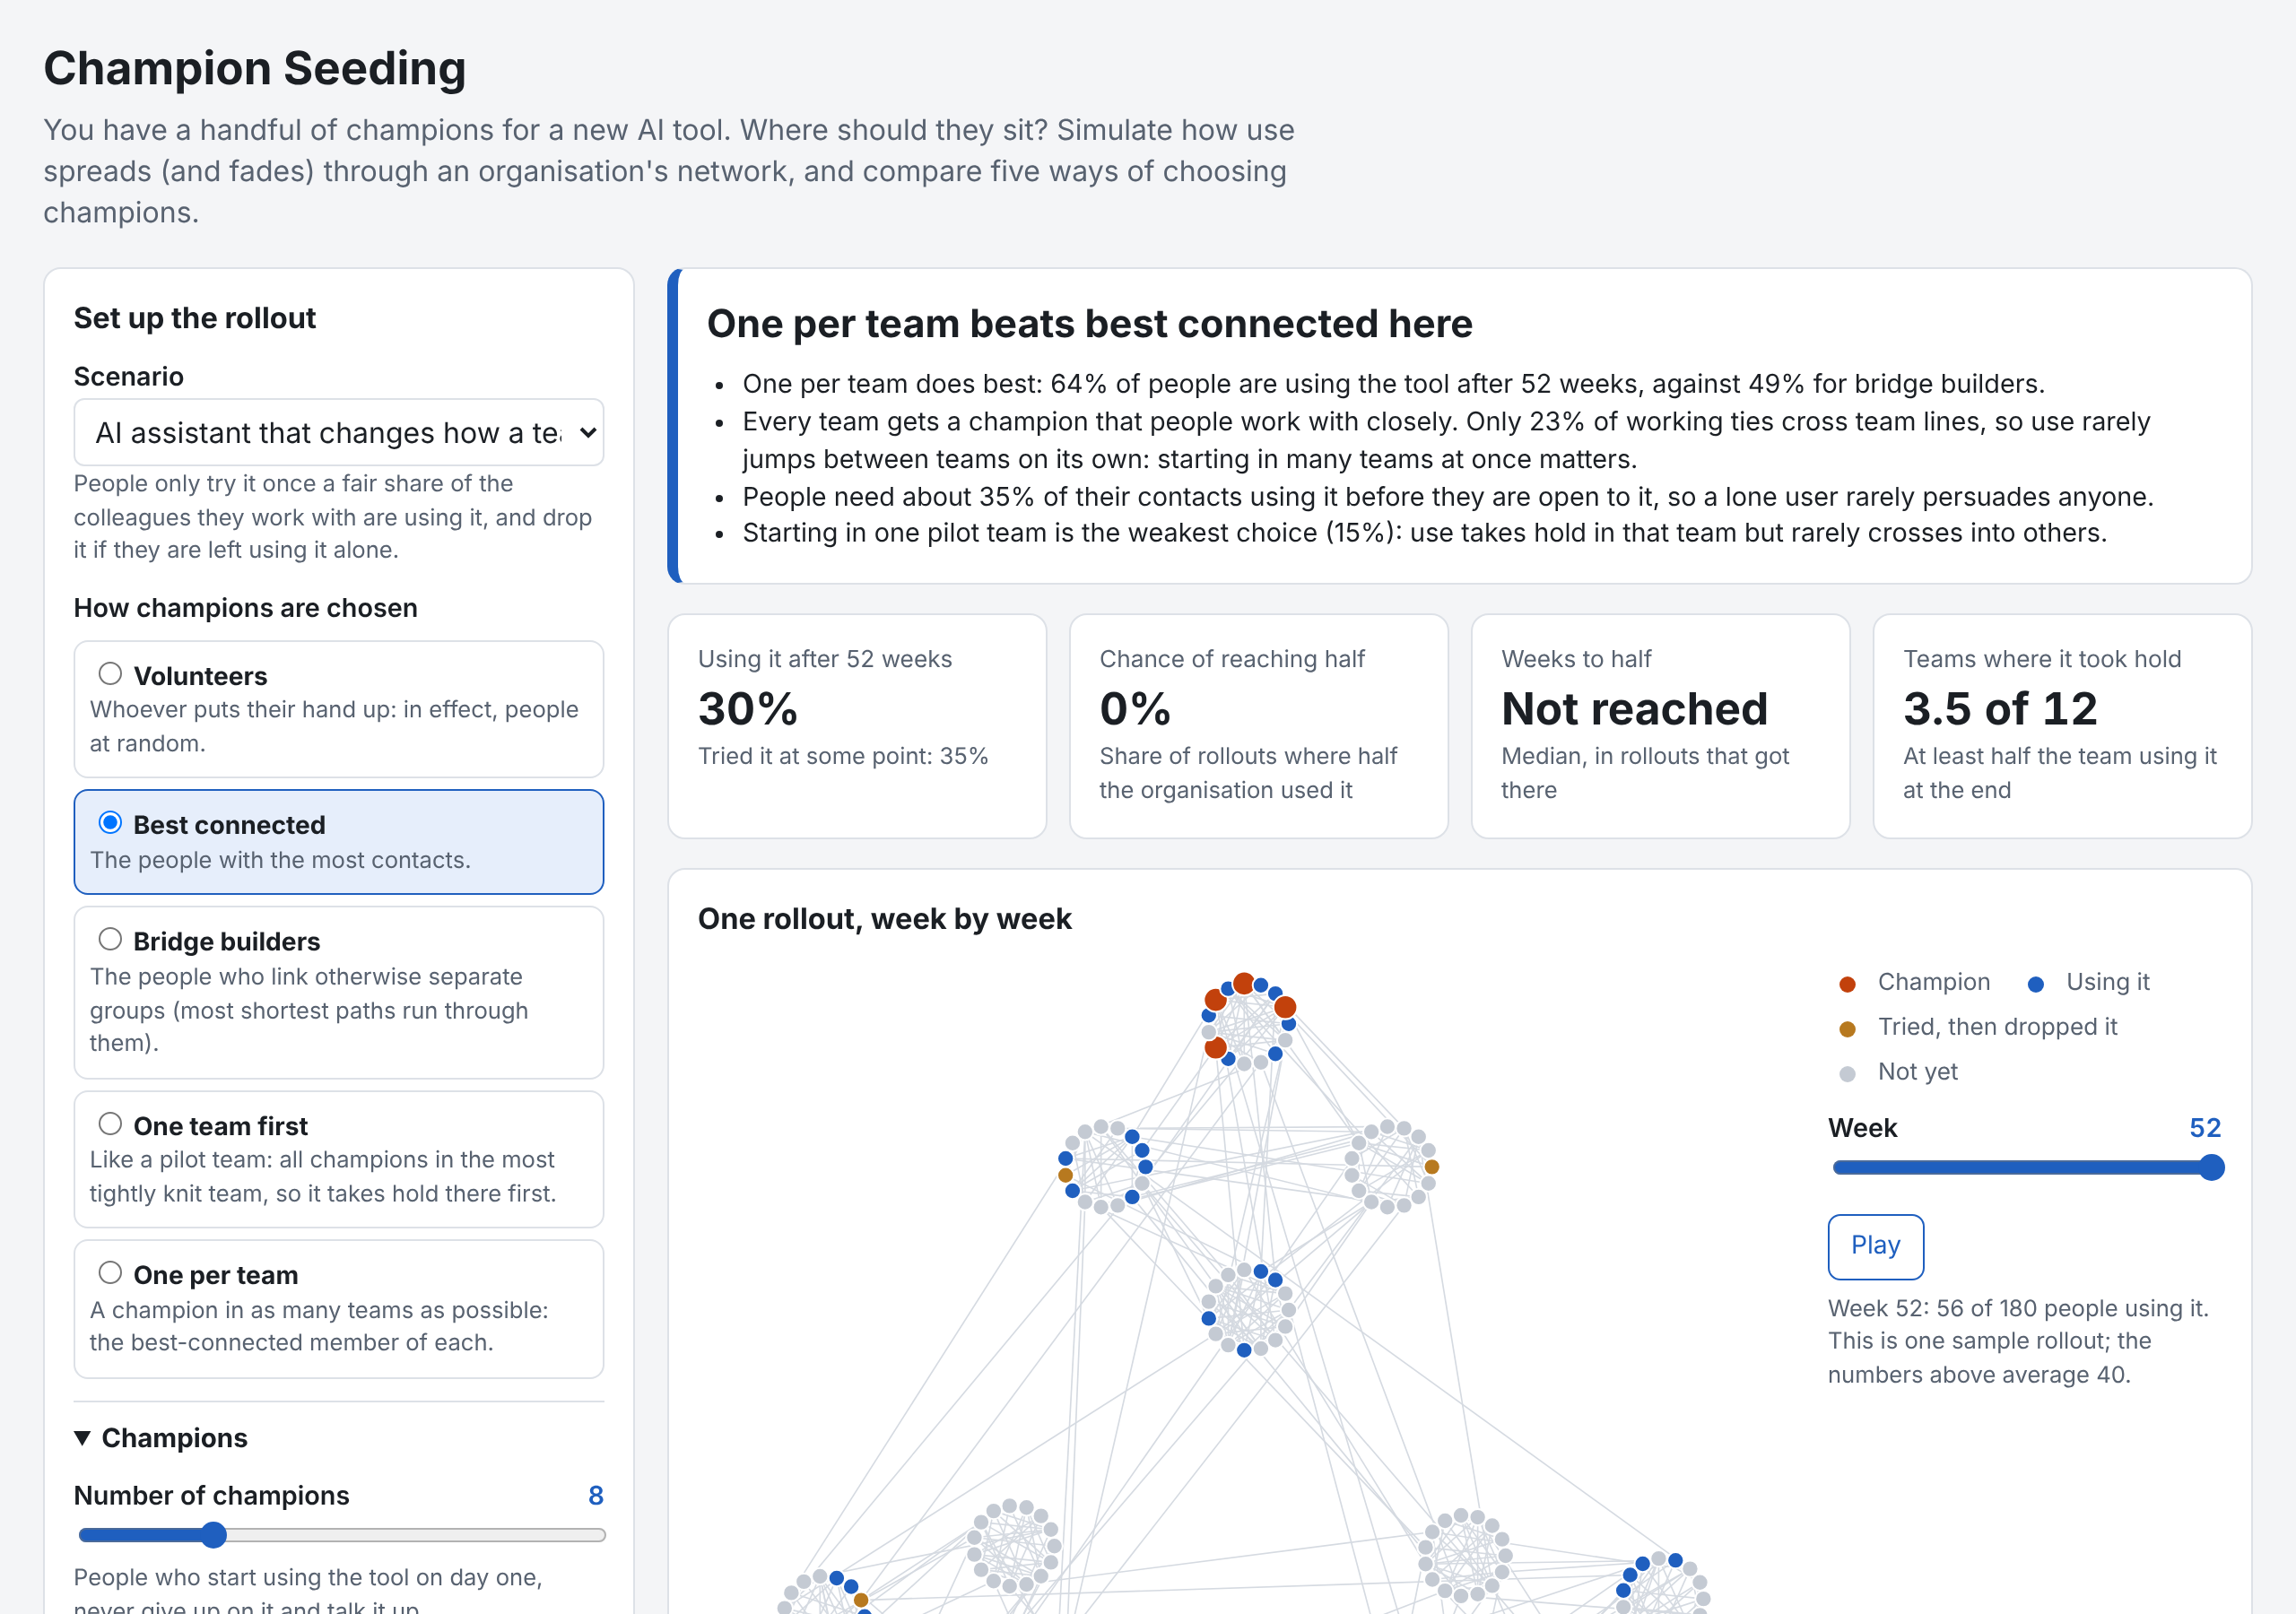 Champion Seeding
You have a handful of champions for a new AI tool. Where should they sit? Simulate how use
spreads (and fades) through an organisation's network, and compare five ways of choosing
champions.
Set up the rollout
Scenario
AI assistant that changes how a
People only try it once a fair share of the
colleagues they work with are using it, and drop
it if they are left using it alone.
How champions are chosen
Volunteers
Whoever puts their hand up: in effect, people
at random.
Best connected
The people with the most contacts.
Bridge builders
The people who link otherwise separate
groups (most shortest paths run through
them).
One team first
Like a pilot team: all champions in the most
tightly knit team, so it takes hold there first.
One per team
A champion in as many teams as possible:
the best-connected member of each.
▼ Champions
Number of champions 8
People who start using the tool on day one,
never give up on it and talk it up.
One per team beats best connected here
• One per team does best: 64% of people are using the tool after 52 weeks, against 49% for bridge builders.
• Every team gets a champion that people work with closely. Only 23% of working ties cross team lines, so use rarely
jumps between teams on its own: starting in many teams at once matters.
• People need about 35% of their contacts using it before they are open to it, so a lone user rarely persuades anyone.
• Starting in one pilot team is the weakest choice (15%): use takes hold in that team but rarely crosses into others.
Using it after 52 weeks
30%
Tried it at some point: 35%
Chance of reaching half
0%
Share of rollouts where half
the organisation used it
Weeks to half
Not reached
Median, in rollouts that got
there
Teams where it took hold
3.5 of 12
At least half the team using it
at the end
One rollout, week by week
Champion Using it
Tried, then dropped it
Not yet
Week 52
Play
Week 52: 56 of 180 people using it.
This is one sample rollout; the
numbers above average 40.